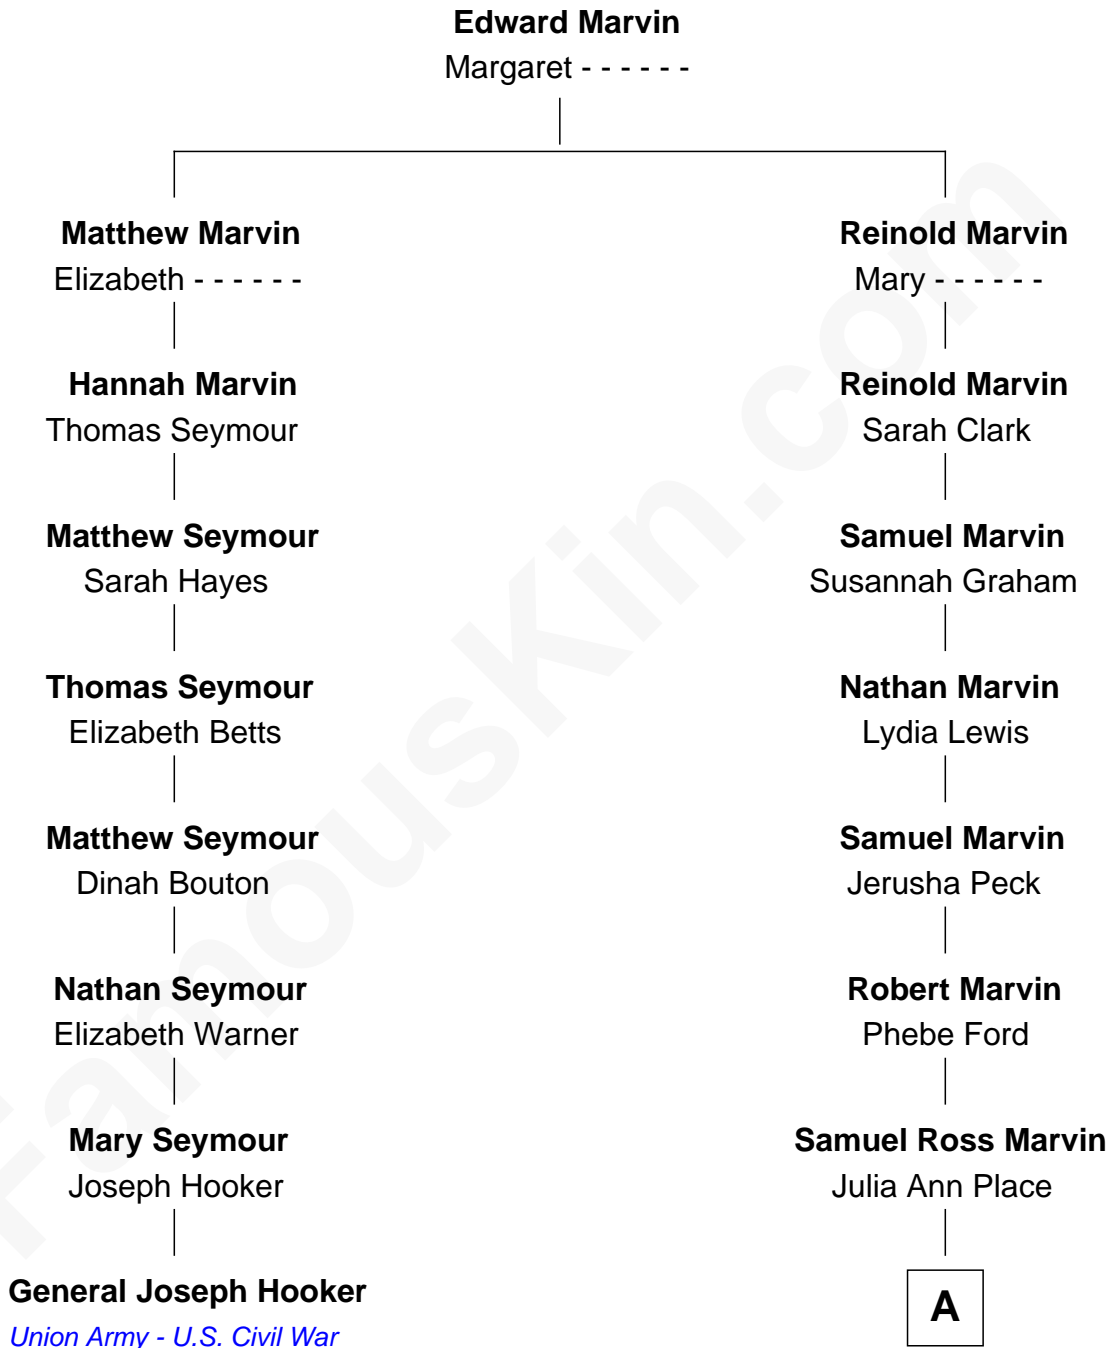 Edward Marvin
Margaret - - - - - -
Matthew Marvin
Elizabeth - - - - - -
Reinold Marvin
Mary - - - - - -
Hannah Marvin
Thomas Seymour
Reinold Marvin
Sarah Clark
Matthew Seymour
Sarah Hayes
Samuel Marvin
Susannah Graham
Thomas Seymour
Elizabeth Betts
Nathan Marvin
Lydia Lewis
Matthew Seymour
Dinah Bouton
Samuel Marvin
Jerusha Peck
Nathan Seymour
Elizabeth Warner
Robert Marvin
Phebe Ford
Mary Seymour
Joseph Hooker
Samuel Ross Marvin
Julia Ann Place
General Joseph Hooker
Union Army - U.S. Civil War
A
FamousKin.com